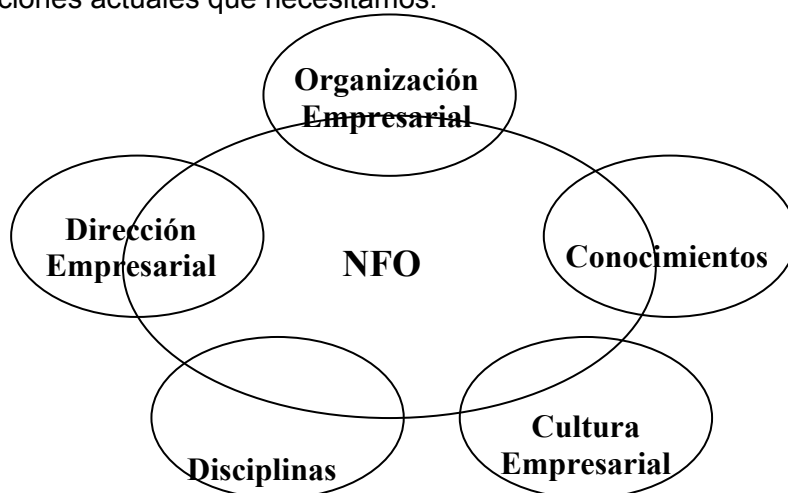 ciones actuales que necesitamos:
Organización
Empresarial
Dirección
Empresarial
NFO
Conocimientos
Cultura
Empresarial
Disciplinas